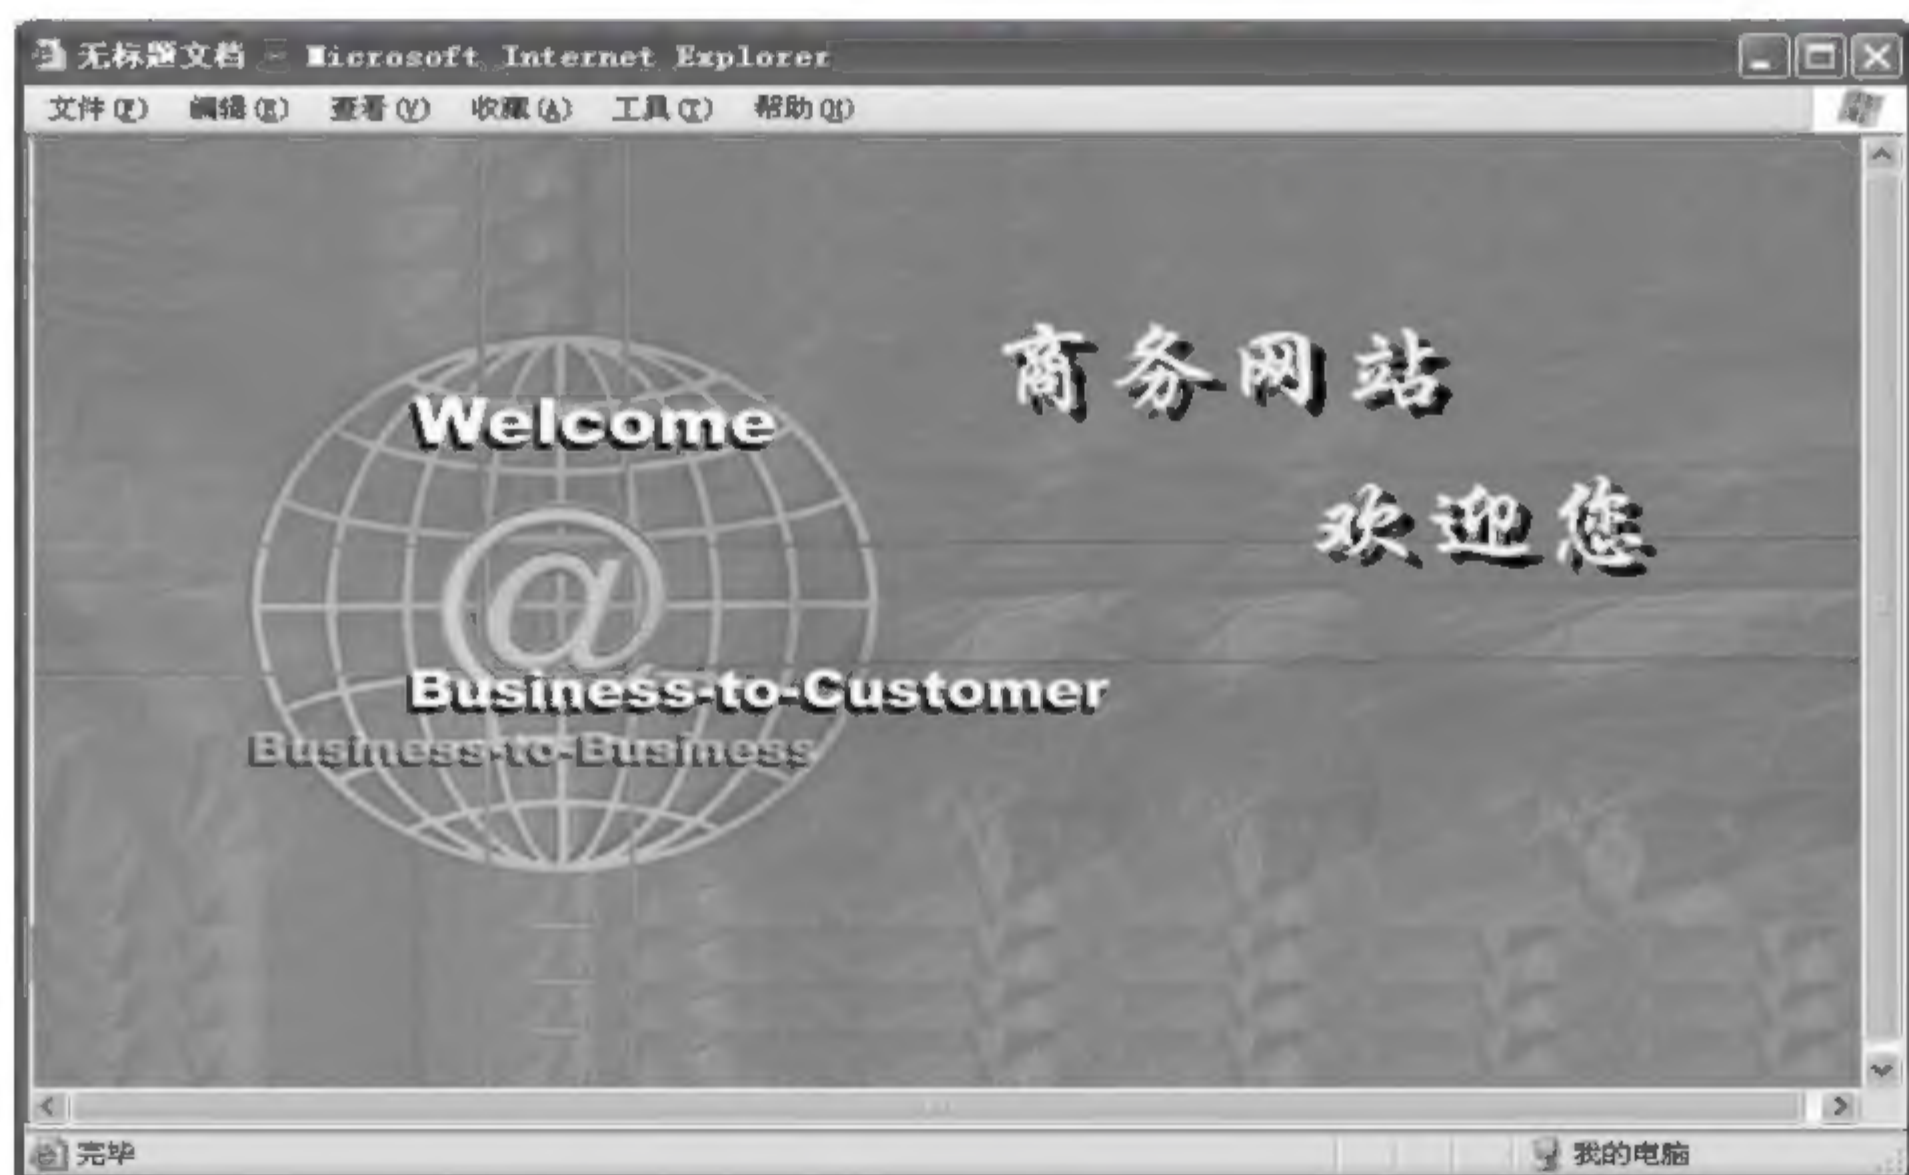 无标题文档 - Microsoft Internet Explorer
文件(F) 编辑(E) 查看(V) 收藏(A) 工具(T) 帮助(H)
商务网站
Welcome
欢迎您
@
Business-to-Customer
Business-to-Business
完毕 我的电脑